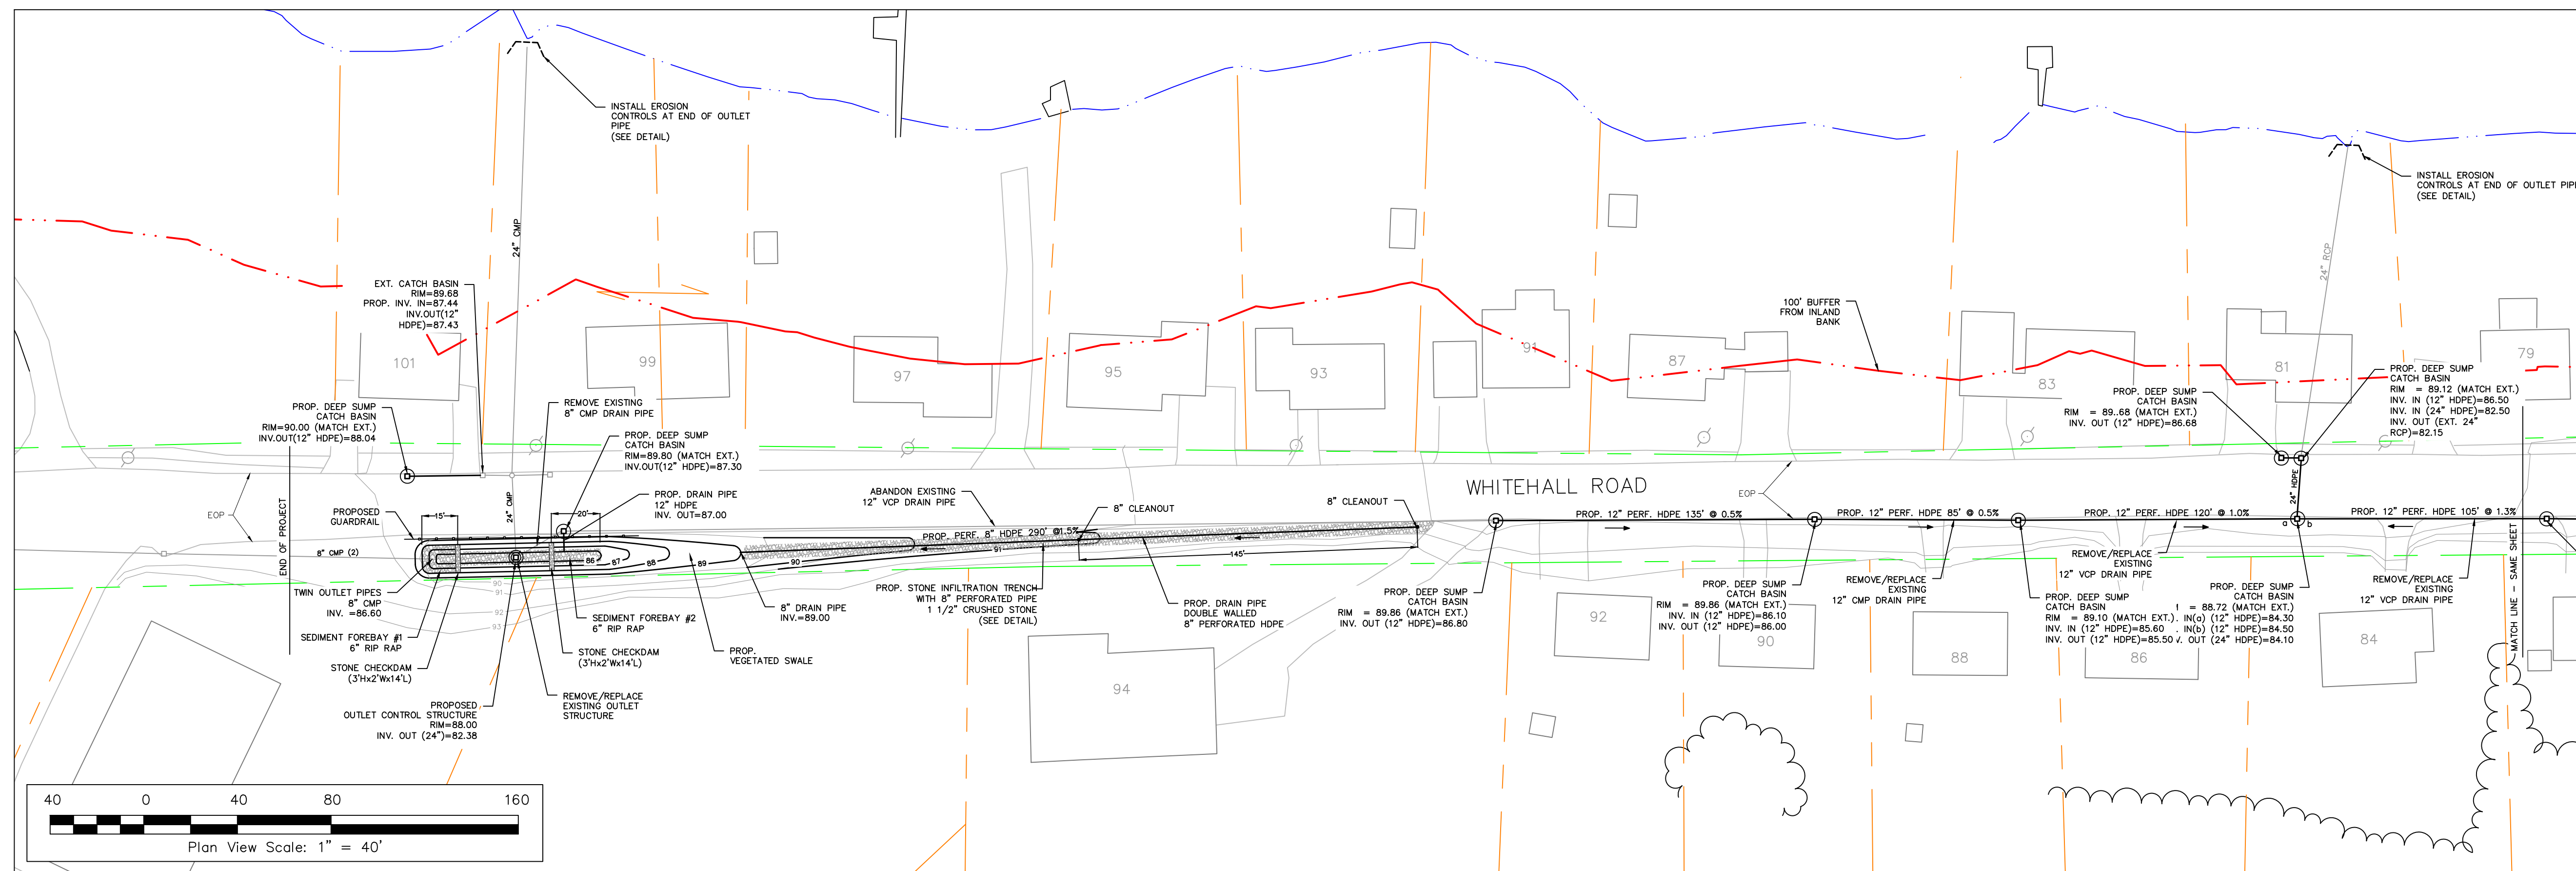 INSTALL EROSION
CONTROLS AT END OF OUTLET
PIPE
(SEE DETAIL)
INSTALL EROSION
CONTROLS AT END OF OUTLET PIPE
(SEE DETAIL)
24" CMP
24" RCP
EXT. CATCH BASIN
RIM=89.68
PROP. INV. IN=87.44
INV.OUT(12"
HDPE)=87.43
100' BUFFER
FROM INLAND
BANK
101
99
97
95
93
91
87
83
81
79
PROP. DEEP SUMP
CATCH BASIN
RIM=90.00 (MATCH EXT.)
INV.OUT(12" HDPE)=88.04
REMOVE EXISTING
8" CMP DRAIN PIPE
PROP. DEEP SUMP
CATCH BASIN
RIM=89.80 (MATCH EXT.)
INV.OUT(12" HDPE)=87.30
PROP. DEEP SUMP
CATCH BASIN
RIM = 89..68 (MATCH EXT.)
INV. OUT (12" HDPE)=86.68
PROP. DEEP SUMP
CATCH BASIN
RIM = 89.12 (MATCH EXT.)
INV. IN (12" HDPE)=86.50
INV. IN (24" HDPE)=82.50
INV. OUT (EXT. 24"
RCP)=82.15
EOP
END OF PROJECT
PROPOSED
GUARDRAIL
15'
24" CMP
20'
PROP. DRAIN PIPE
12" HDPE
INV. OUT=87.00
ABANDON EXISTING
12" VCP DRAIN PIPE
8" CLEANOUT
8" CLEANOUT
WHITEHALL ROAD
EOP
24" HDPE
PROP. PERF. 8" HDPE 290' @1.5%
PROP. 12" PERF. HDPE 135' @ 0.5%
PROP. 12" PERF. HDPE 85' @ 0.5%
PROP. 12" PERF. HDPE 120' @ 1.0%
PROP. 12" PERF. HDPE 105' @ 1.3%
a
b
8" CMP (2)
86
87
88
89
90
91
145'
90
91
92
93
TWIN OUTLET PIPES
8" CMP
INV. =86.60
SEDIMENT FOREBAY #1
6" RIP RAP
STONE CHECKDAM
(3'Hx2'Wx14'L)
PROPOSED
OUTLET CONTROL STRUCTURE
RIM=88.00
INV. OUT (24")=82.38
SEDIMENT FOREBAY #2
6" RIP RAP
STONE CHECKDAM
(3'Hx2'Wx14'L)
REMOVE/REPLACE
EXISTING OUTLET
STRUCTURE
PROP.
VEGETATED SWALE
8" DRAIN PIPE
INV.=89.00
PROP. STONE INFILTRATION TRENCH
WITH 8" PERFORATED PIPE
1 1/2" CRUSHED STONE
(SEE DETAIL)
PROP. DRAIN PIPE
DOUBLE WALLED
8" PERFORATED HDPE
PROP. DEEP SUMP
CATCH BASIN
RIM = 89.86 (MATCH EXT.)
INV. OUT (12" HDPE)=86.80
PROP. DEEP SUMP
CATCH BASIN
RIM = 89.86 (MATCH EXT.)
INV. IN (12" HDPE)=86.10
INV. OUT (12" HDPE)=86.00
REMOVE/REPLACE
EXISTING
12" CMP DRAIN PIPE
REMOVE/REPLACE
EXISTING
12" VCP DRAIN PIPE
PROP. DEEP SUMP
CATCH BASIN
RIM = 89.10 (MATCH EXT.)
INV. IN (12" HDPE)=85.60
INV. OUT (12" HDPE)=85.50
PROP. DEEP SUMP
CATCH BASIN
= 88.72 (MATCH EXT.)
. IN(a) (12" HDPE)=84.30
. IN(b) (12" HDPE)=84.50
. OUT (24" HDPE)=84.10
REMOVE/REPLACE
EXISTING
12" VCP DRAIN PIPE
MATCH LINE - SAME SHEET
94
92
90
88
86
84
40 0 40 80 160
Plan View Scale: 1" = 40'